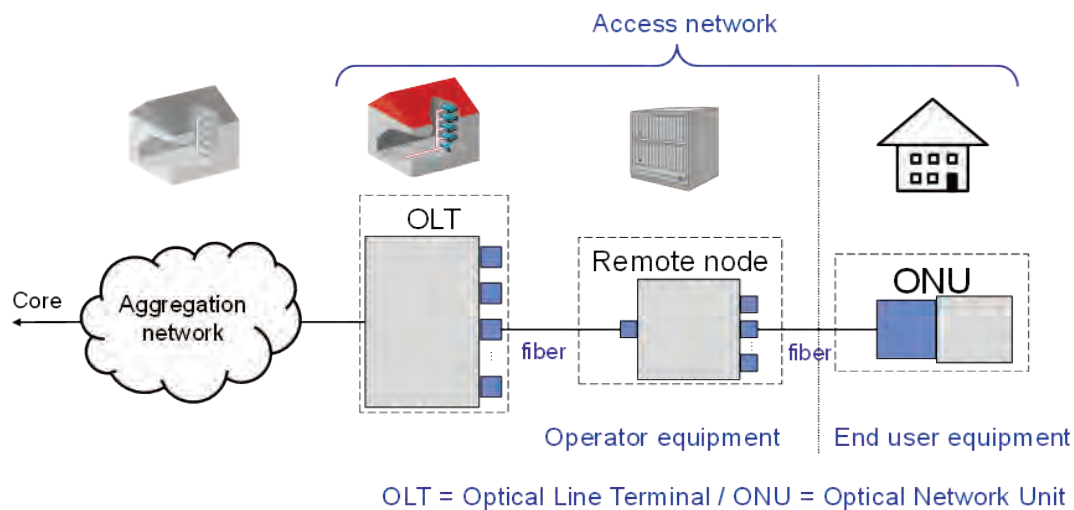 Access network
OLT
Remote node
ONU
Core
Aggregation
network
fiber
fiber
Operator equipment
End user equipment
OLT = Optical Line Terminal / ONU = Optical Network Unit